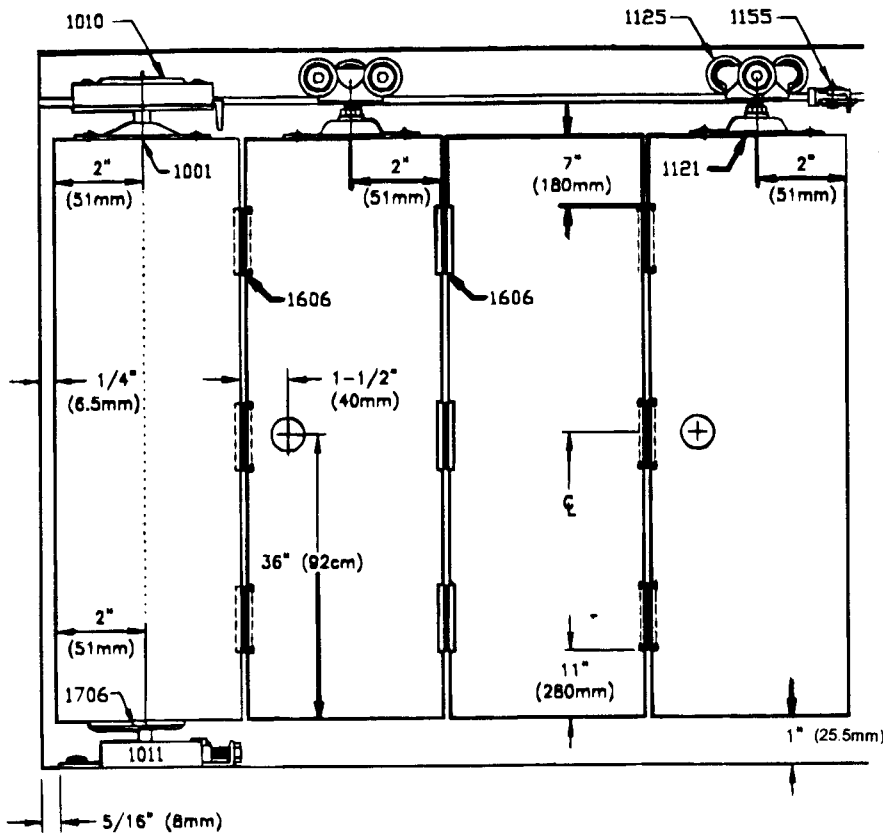 1010
1125
1155
2"
(51mm)
1001
2"
(51mm)
7"
(180mm)
1121
2"
(51mm)
1606
1606
1/4"
(6.5mm)
1-1/2"
(40mm)
℄
36" (92cm)
2"
(51mm)
11"
(280mm)
1706
1011
1" (25.5mm)
5/16" (8mm)